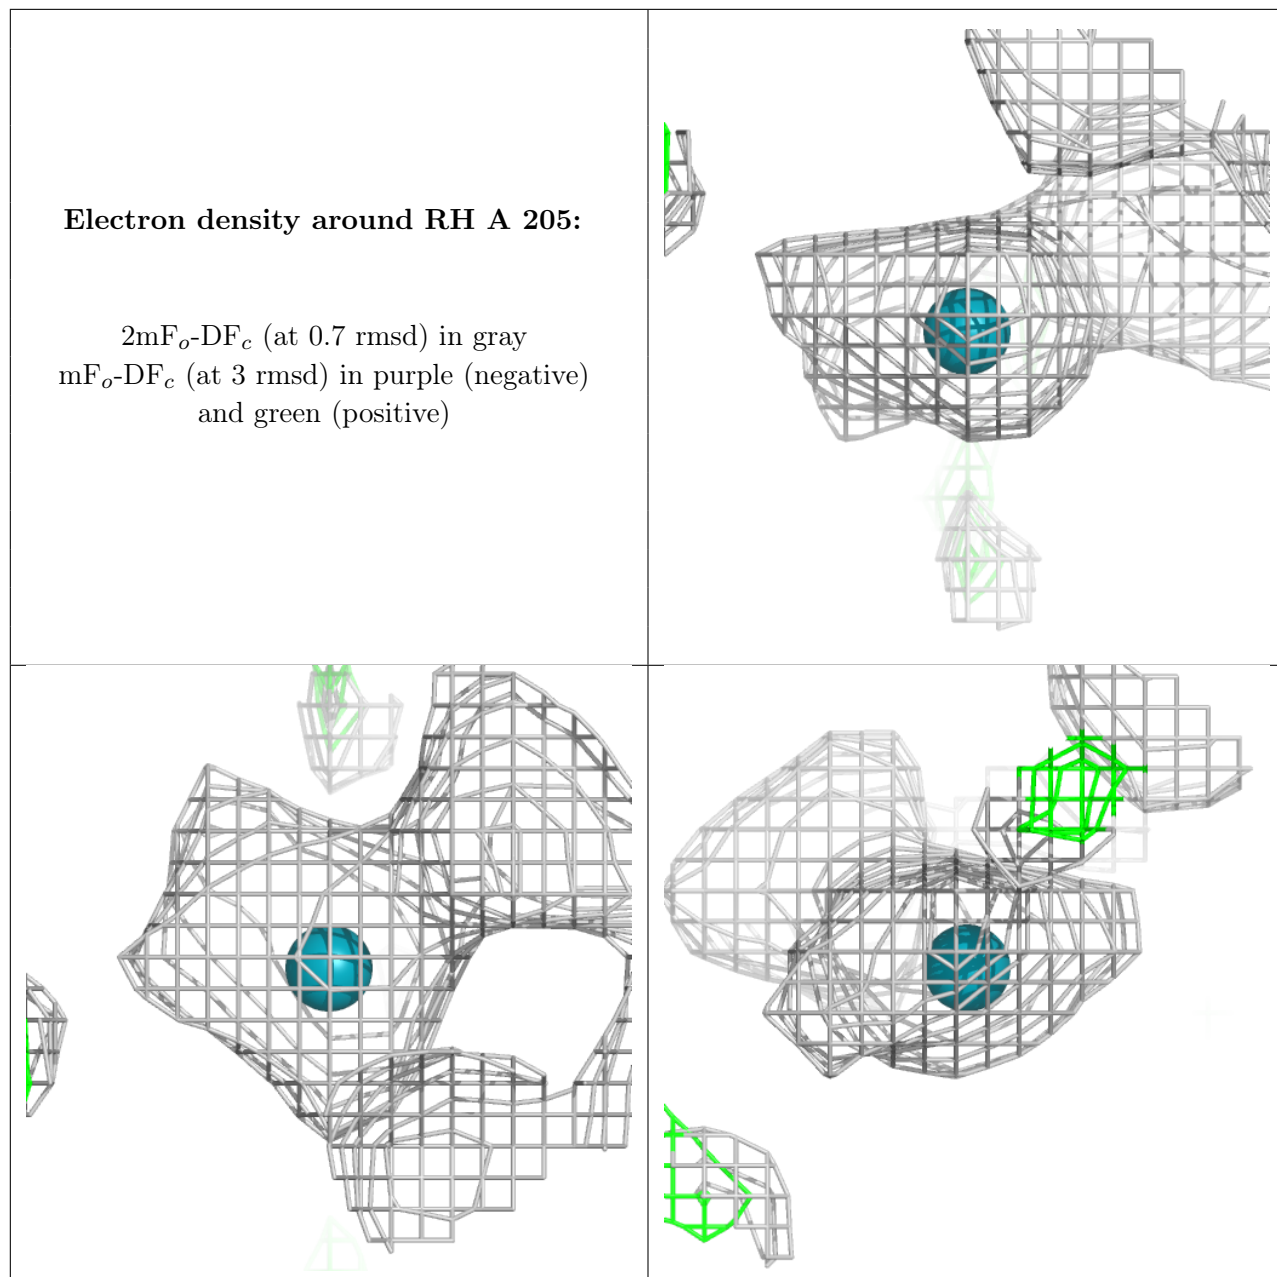 Electron density around RH A 205:
2mFo-DFc (at 0.7 rmsd) in gray
mFo-DFc (at 3 rmsd) in purple (negative)
and green (positive)